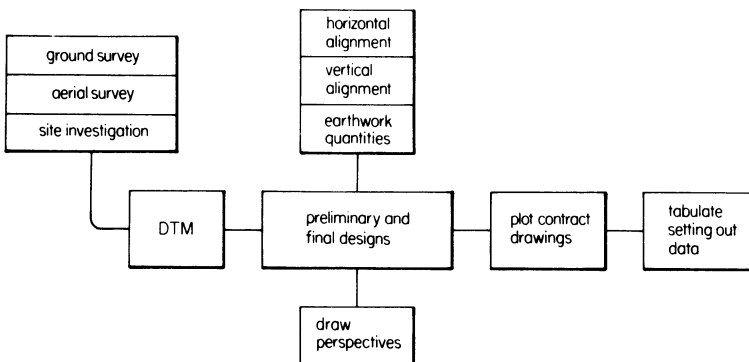 ground survey
aerial survey
site investigation
horizontal
alignment
vertical
alignment
earthwork
quantities
DTM
preliminary and
final designs
plot contract
drawings
tabulate
setting out
data
draw
perspectives